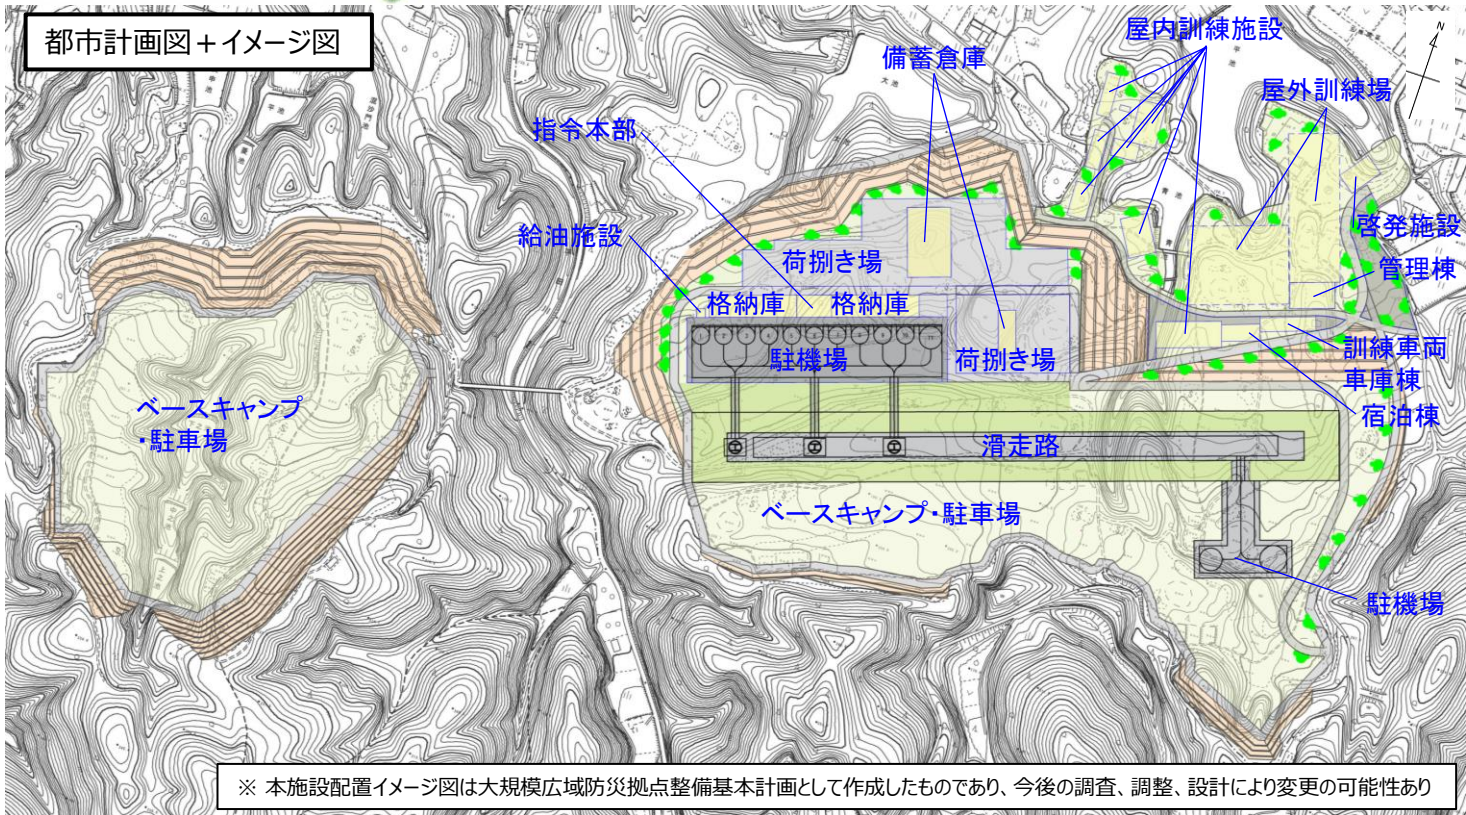 都市計画図+イメージ図
屋内訓練施設
備蓄倉庫
屋外訓練場
指令本部
給油施設
啓発施設
荷捌き場
管理棟
格納庫
格納庫
駐機場
荷捌き場
訓練車両
車庫棟
宿泊棟
ベースキャンプ
・駐車場
滑走路
ベースキャンプ・駐車場
駐機場
※ 本施設配置イメージ図は大規模広域防災拠点整備基本計画として作成したものであり、今後の調査、調整、設計により変更の可能性あり